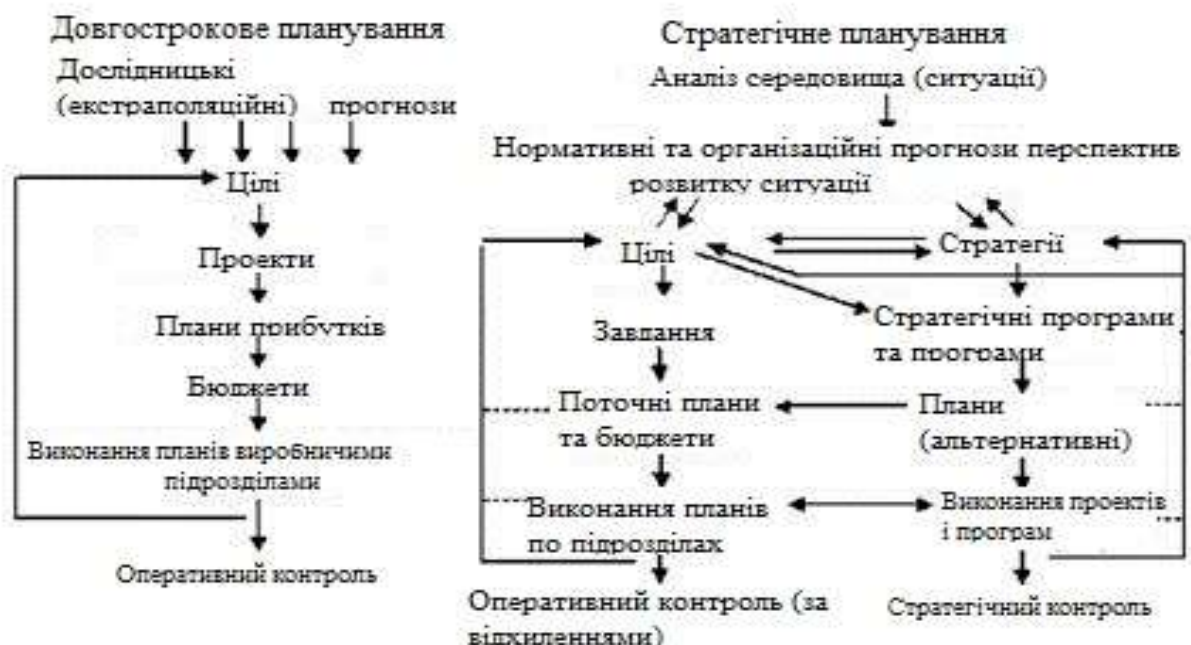 Довгострокове планування
Дослідницькі
(екстраполяційні) прогнози
Цілі
Проекти
Плани прибутків
Бюджети
Виконання планів виробничими
підрозділами
Оперативний контроль
Стратегічне планування
Аналіз середовища (ситуації)
Нормативні та організаційні прогнози перспектив
розвитку ситуації
Цілі
Стратегії
Завдання
Стратегічні програми
та програми
Поточні плани
та бюджети
Плани
(альтернативні)
Виконання планів
по підрозділах
Виконання проектів
і програм
Оперативний контроль (за
відхиленнями)
Стратегічний контроль